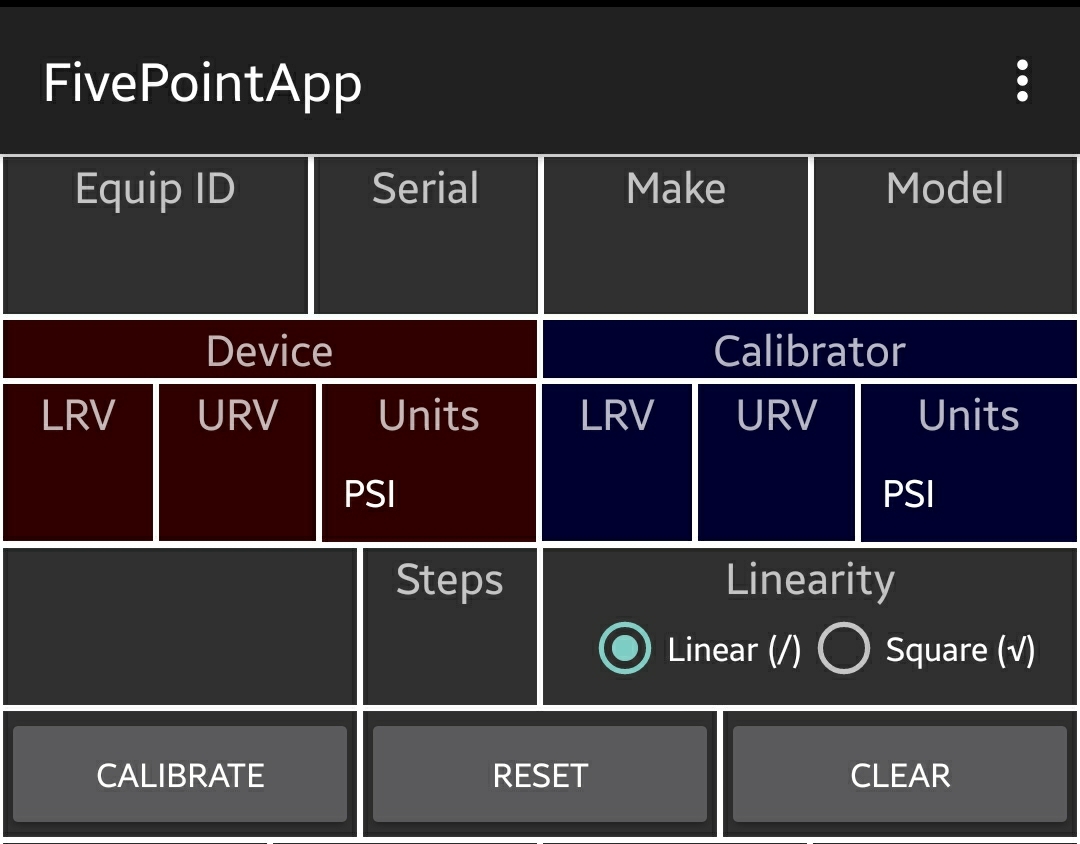 FivePointApp
Equip ID Serial Make Model
Device Calibrator
LRV URV Units LRV URV Units
PSI PSI
Steps Linearity
Linear (/) Square (√)
CALIBRATE RESET CLEAR